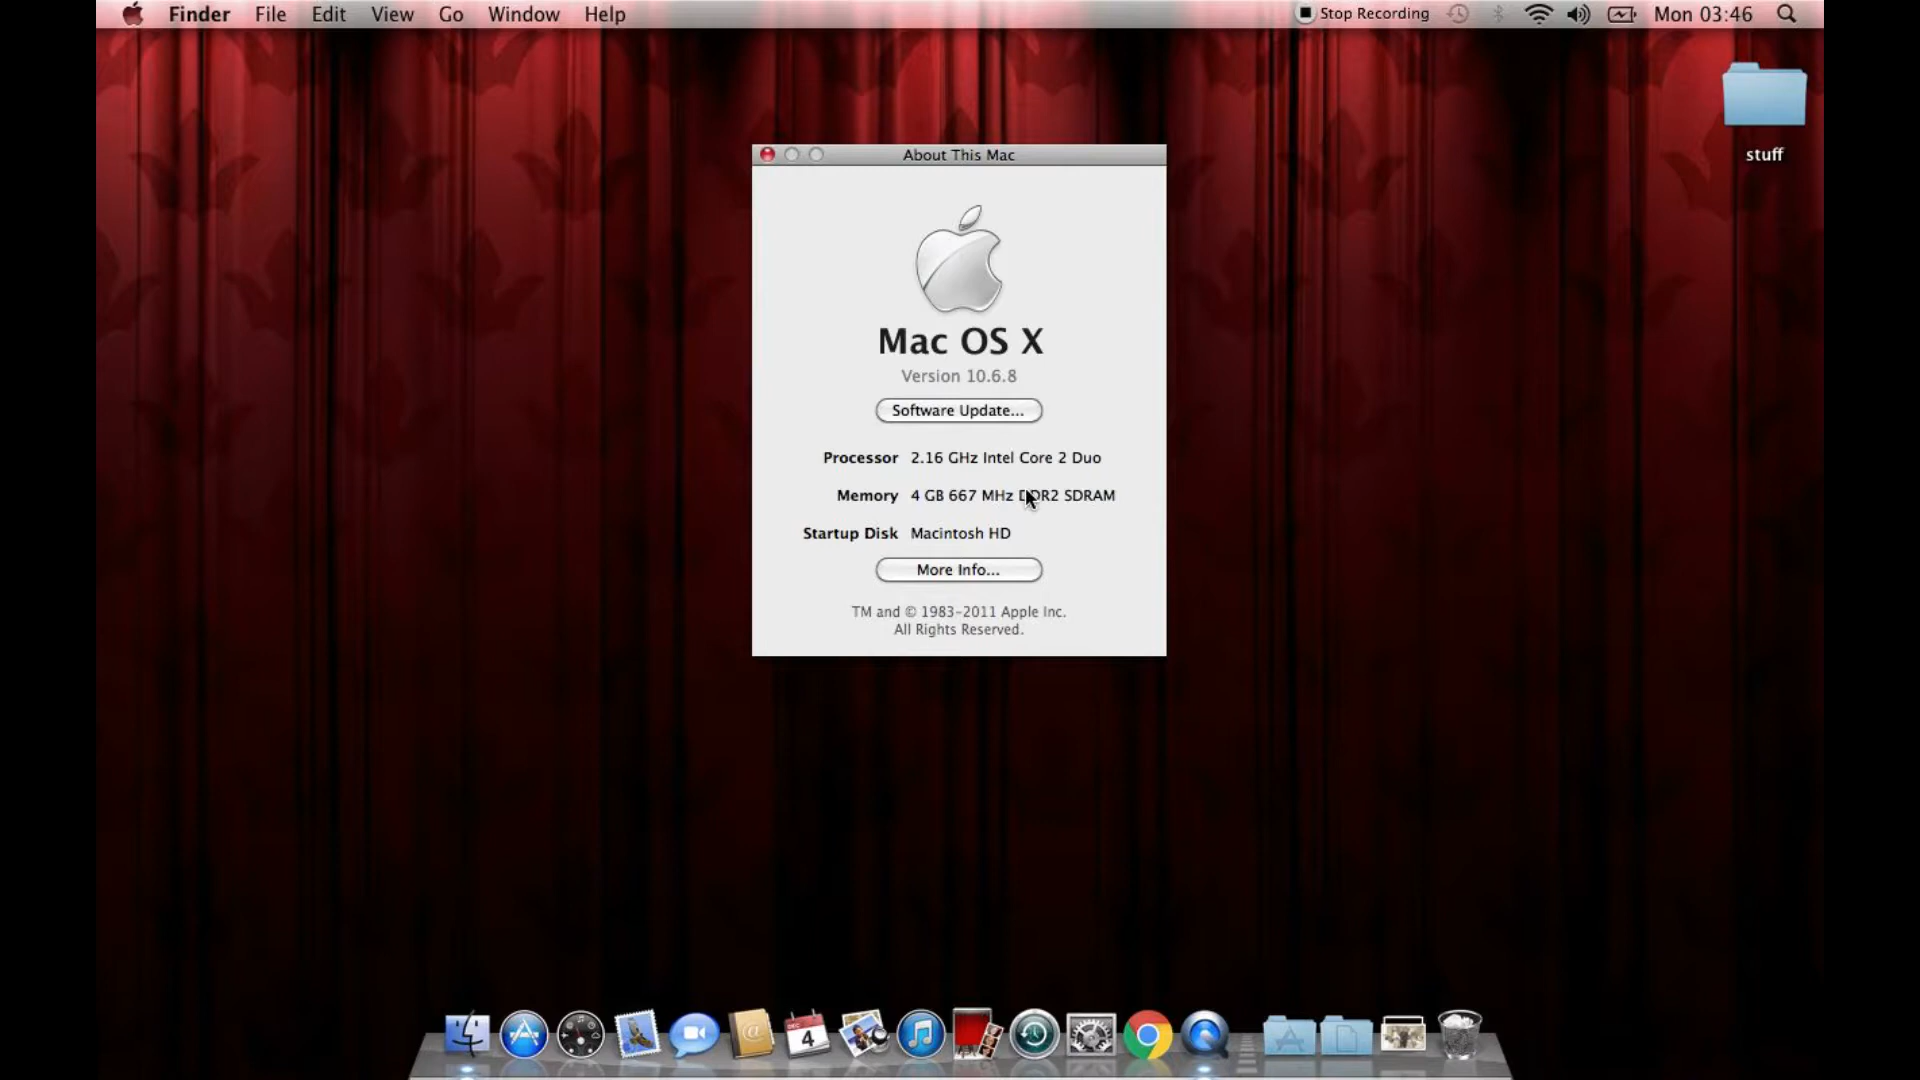 Finder File Edit View Go Window Help Stop Recording Mon 03:46
stuff
About This Mac
Mac OS X
Version 10.6.8
Software Update...
Processor 2.16 GHz Intel Core 2 Duo
Memory 4 GB 667 MHz DDR2 SDRAM
Startup Disk Macintosh HD
More Info...
TM and © 1983-2011 Apple Inc.
All Rights Reserved.
DEC
4